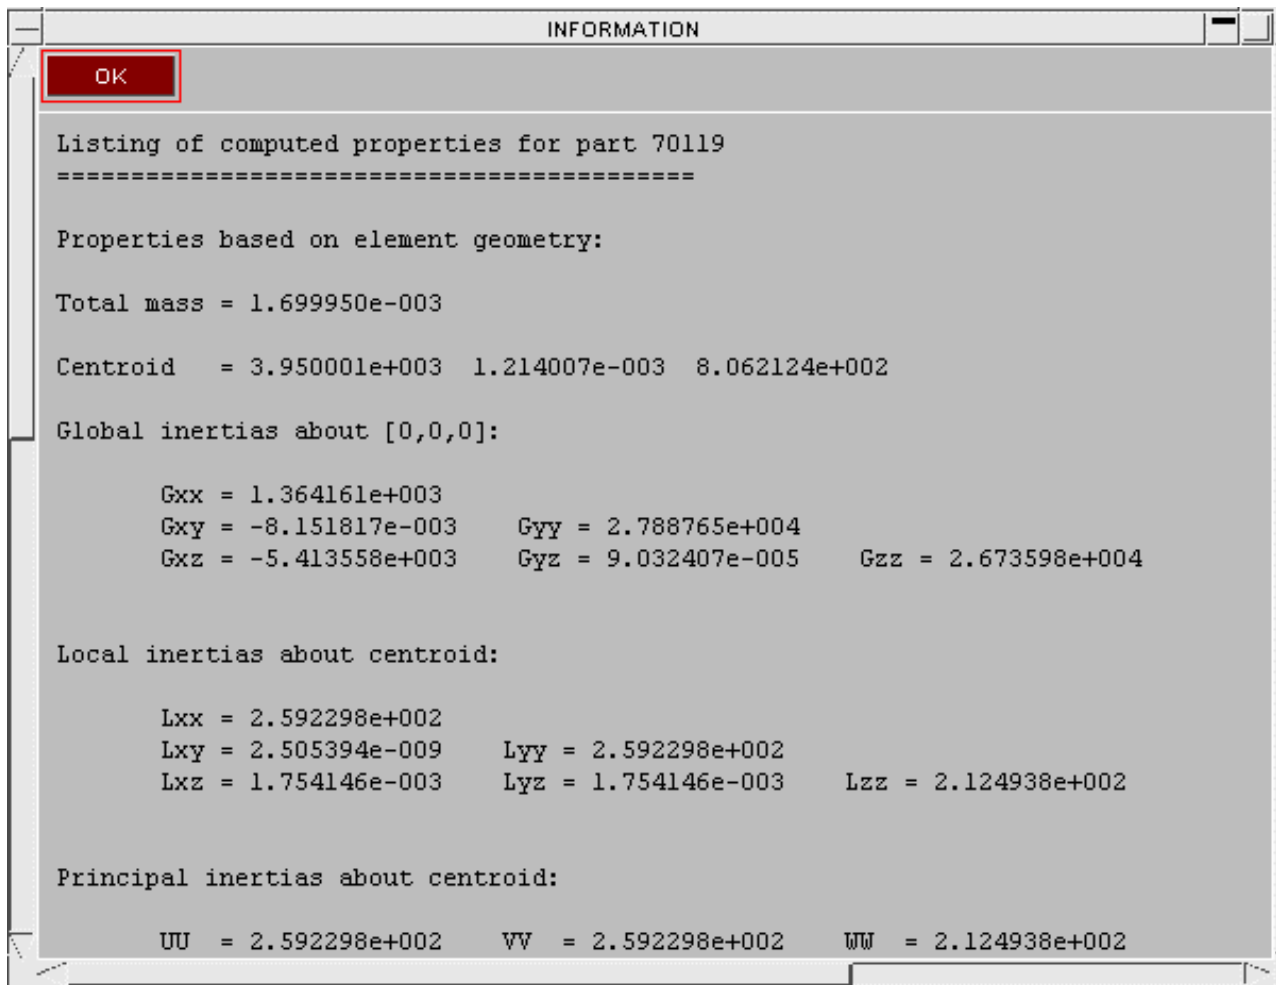 INFORMATION
OK
Listing of computed properties for part 70119
===========================================
Properties based on element geometry:
Total mass = 1.699950e-003
Centroid   = 3.950001e+003  1.214007e-003  8.062124e+002
Global inertias about [0,0,0]:
Gxx = 1.364161e+003
Gxy = -8.151817e-003    Gyy = 2.788765e+004
Gxz = -5.413558e+003    Gyz = 9.032407e-005    Gzz = 2.673598e+004
Local inertias about centroid:
Lxx = 2.592298e+002
Lxy = 2.505394e-009    Lyy = 2.592298e+002
Lxz = 1.754146e-003    Lyz = 1.754146e-003    Lzz = 2.124938e+002
Principal inertias about centroid:
UU  = 2.592298e+002    VV  = 2.592298e+002    WW  = 2.124938e+002